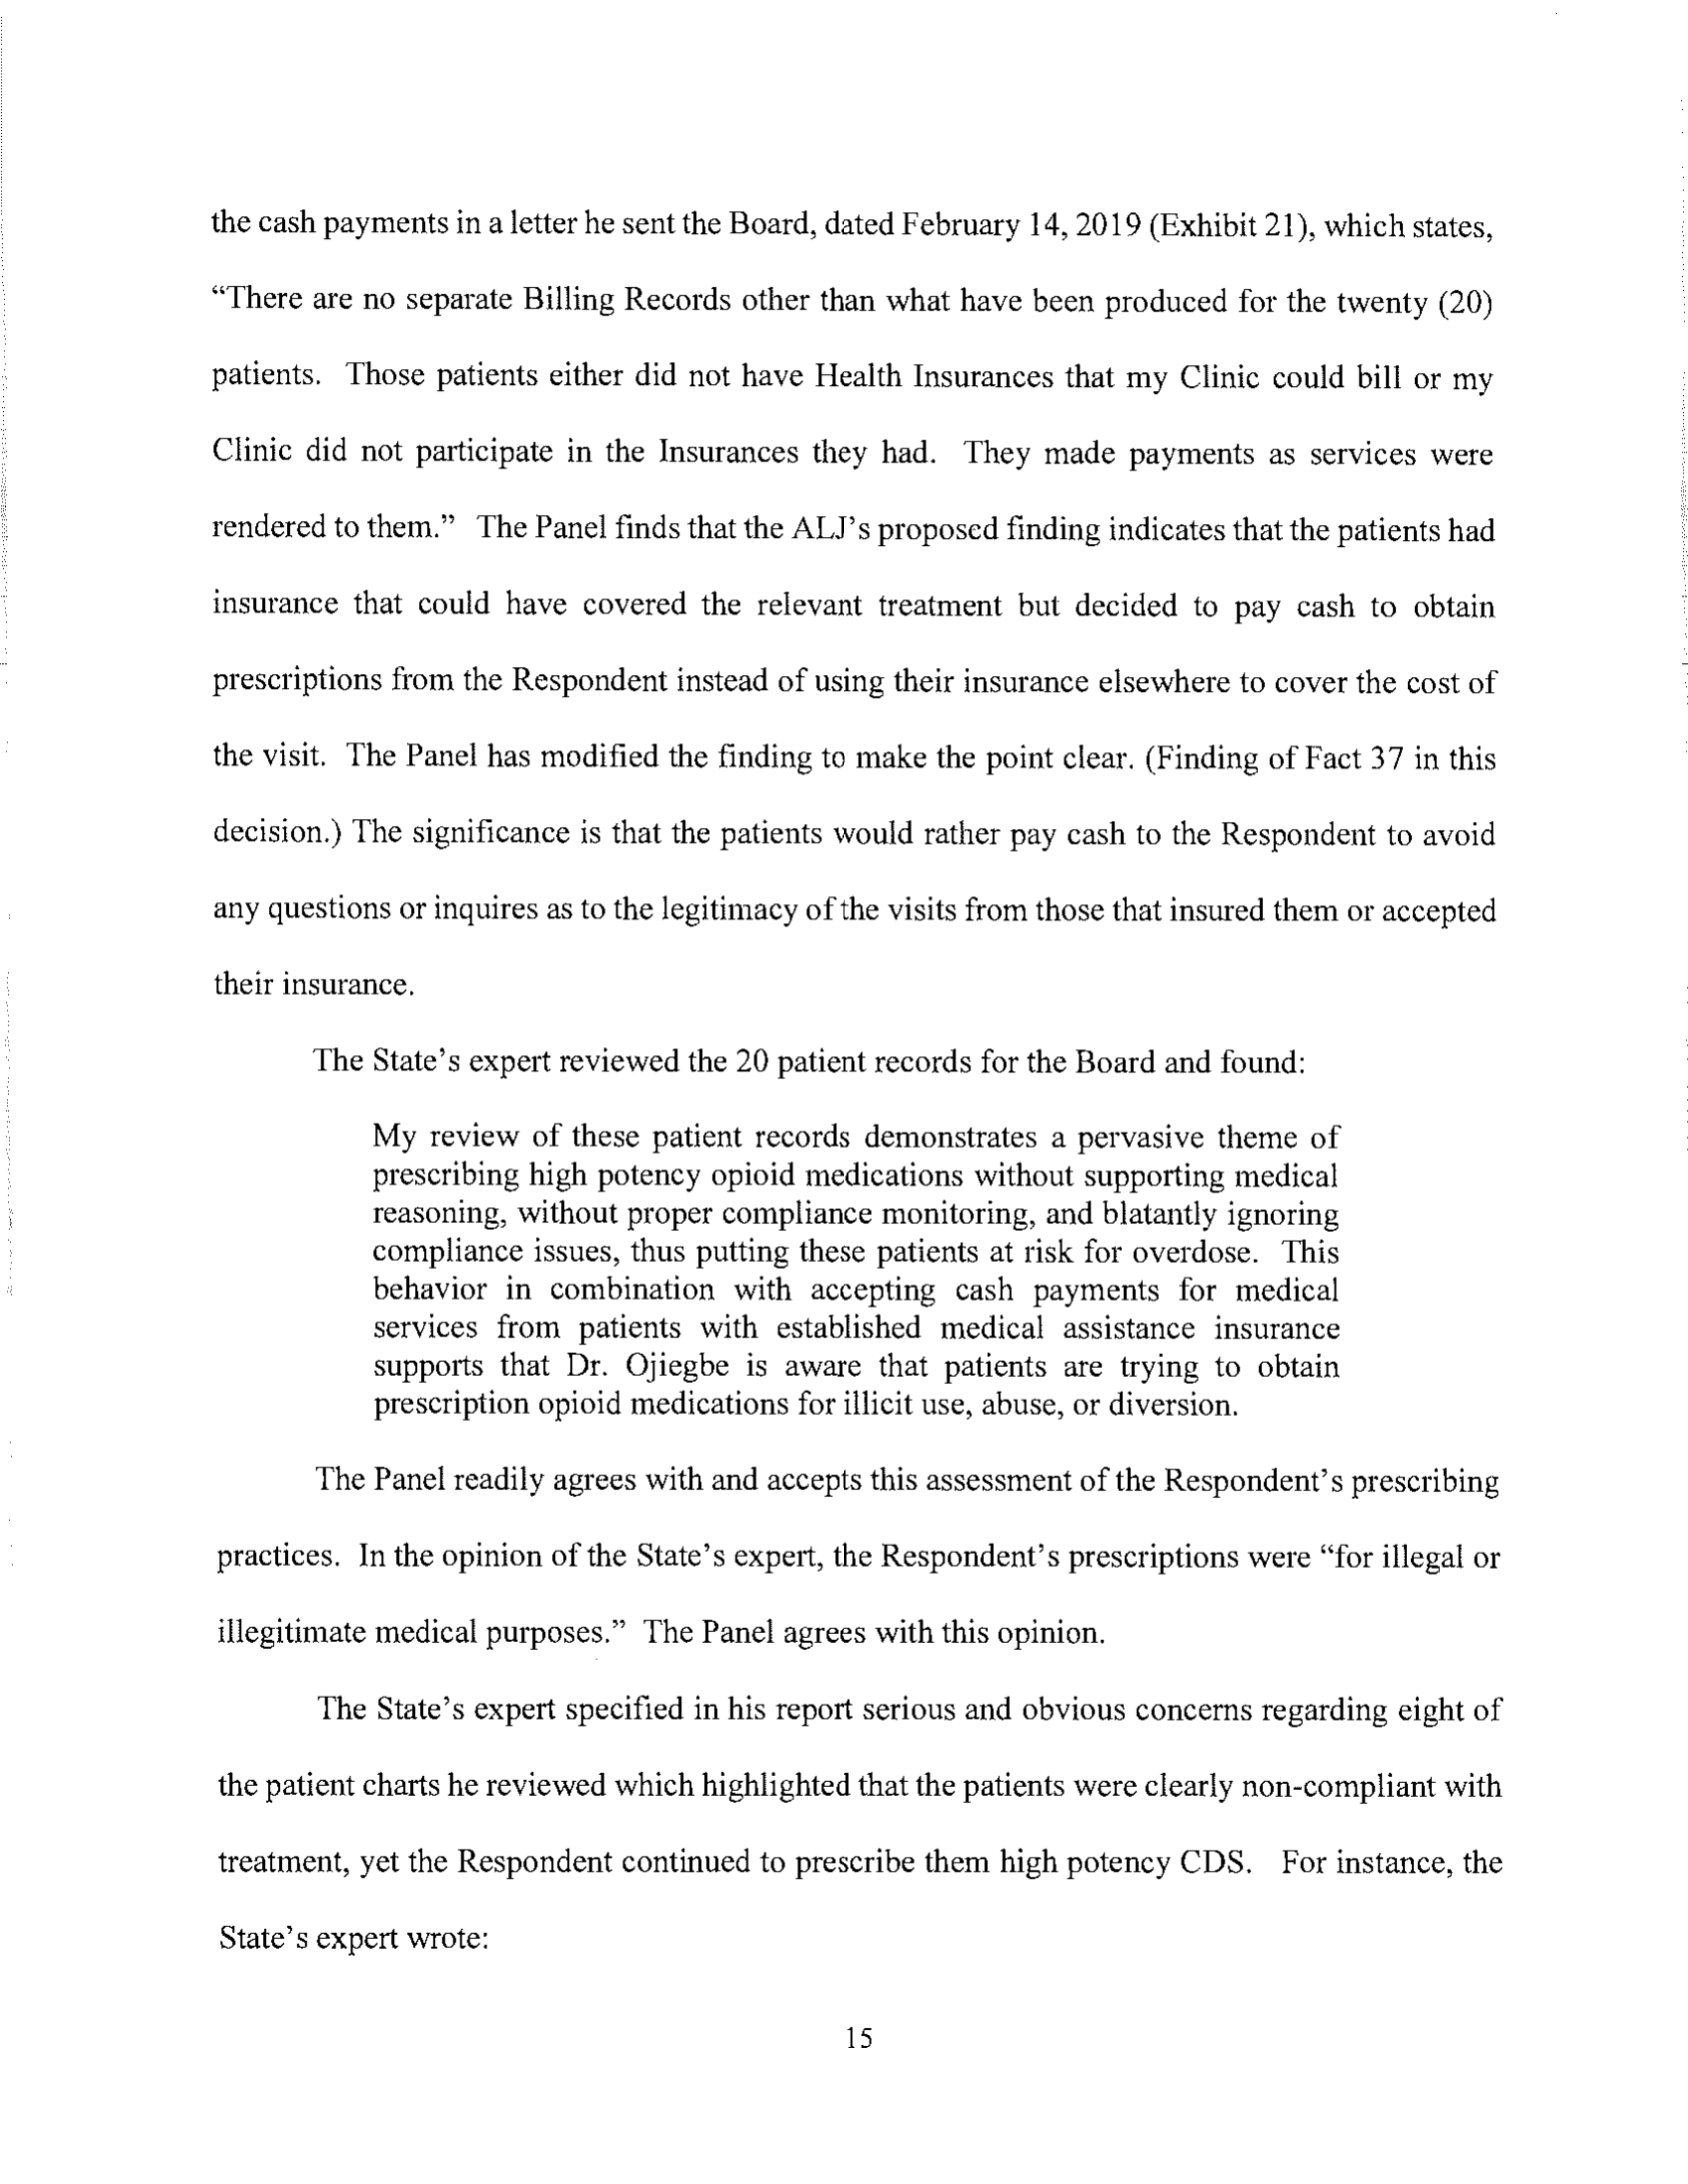 the cash payments in a letter he sent the Board, dated February 14, 2019 (Exhibit 21), which states,
“There are no separate Billing Records other than what have been produced for the twenty (20)
patients. Those patients either did not have Health Insurances that my Clinic could bill or my
Clinic did not participate in the Insurances they had. They made payments as services were
rendered to them.” The Panel finds that the ALJ’s proposed finding indicates that the patients had
insurance that could have covered the relevant treatment but decided to pay cash to obtain
prescriptions from the Respondent instead of using their insurance elsewhere to cover the cost of
the visit. The Panel has modified the finding to make the point clear. (Finding of Fact 37 in this
decision.) The significance is that the patients would rather pay cash to the Respondent to avoid
any questions or inquires as to the legitimacy of the visits from those that insured them or accepted
their insurance.
The State’s expert reviewed the 20 patient records for the Board and found:
My review of these patient records demonstrates a pervasive theme of
prescribing high potency opioid medications without supporting medical
reasoning, without proper compliance monitoring, and blatantly ignoring
compliance issues, thus putting these patients at risk for overdose. This
behavior in combination with accepting cash payments for medical
services from patients with established medical assistance insurance
supports that Dr. Ojiegbe is aware that patients are trying to obtain
prescription opioid medications for illicit use, abuse, or diversion.
The Panel readily agrees with and accepts this assessment of the Respondent’s prescribing
practices. In the opinion of the State’s expert, the Respondent’s prescriptions were “for illegal or
illegitimate medical purposes.” The Panel agrees with this opinion.
The State’s expert specified in his report serious and obvious concerns regarding eight of
the patient charts he reviewed which highlighted that the patients were clearly non-compliant with
treatment, yet the Respondent continued to prescribe them high potency CDS. For instance, the
State’s expert wrote:
15